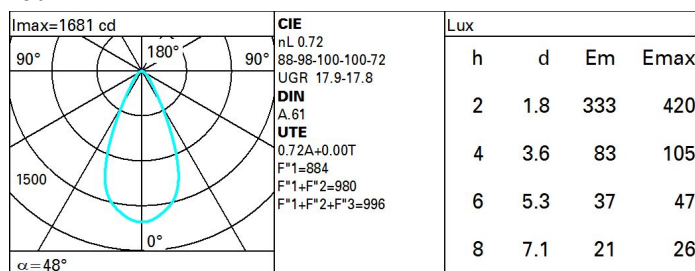 Imax=1681 cd
90° 180° 90°
1500
0°
α=48°
CIE
nL 0.72
88-98-100-100-72
UGR 17.9-17.8
DIN
A.61
UTE
0.72A+0.00T
F"1=884
F"1+F"2=980
F"1+F"2+F"3=996
Lux
h d Em Emax
2 1.8 333 420
4 3.6 83 105
6 5.3 37 47
8 7.1 21 26